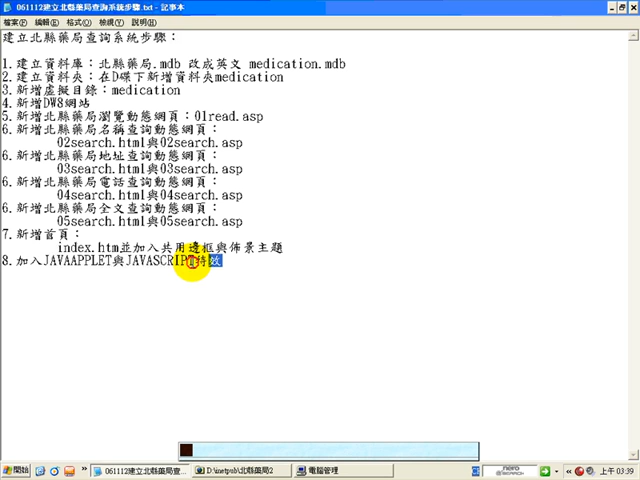 061112建立北縣藥局查詢系統步驟.txt - 記事本
檔案(F) 編輯(E) 格式(O) 檢視(V) 說明(H)
建立北縣藥局查詢系統步驟：
1.建立資料庫：北縣藥局.mdb 改成英文 medication.mdb
2.建立資料夾：在D碟下新增資料夾medication
3.新增虛擬目錄：medication
4.新增DW8網站
5.新增北縣藥局瀏覽動態網頁：01read.asp
6.新增北縣藥局名稱查詢動態網頁：
02search.html與02search.asp
6.新增北縣藥局地址查詢動態網頁：
03search.html與03search.asp
6.新增北縣藥局電話查詢動態網頁：
04search.html與04search.asp
6.新增北縣藥局全文查詢動態網頁：
05search.html與05search.asp
7.新增首頁：
index.htm並加入共用邊框與佈景主題
8.加入JAVAAPPLET與JAVASCRIPT特效
開始 » 061112建立北縣藥局查... D:\Inetpub\北縣藥局2 電腦管理 nero SEARCH « 上午 03:39